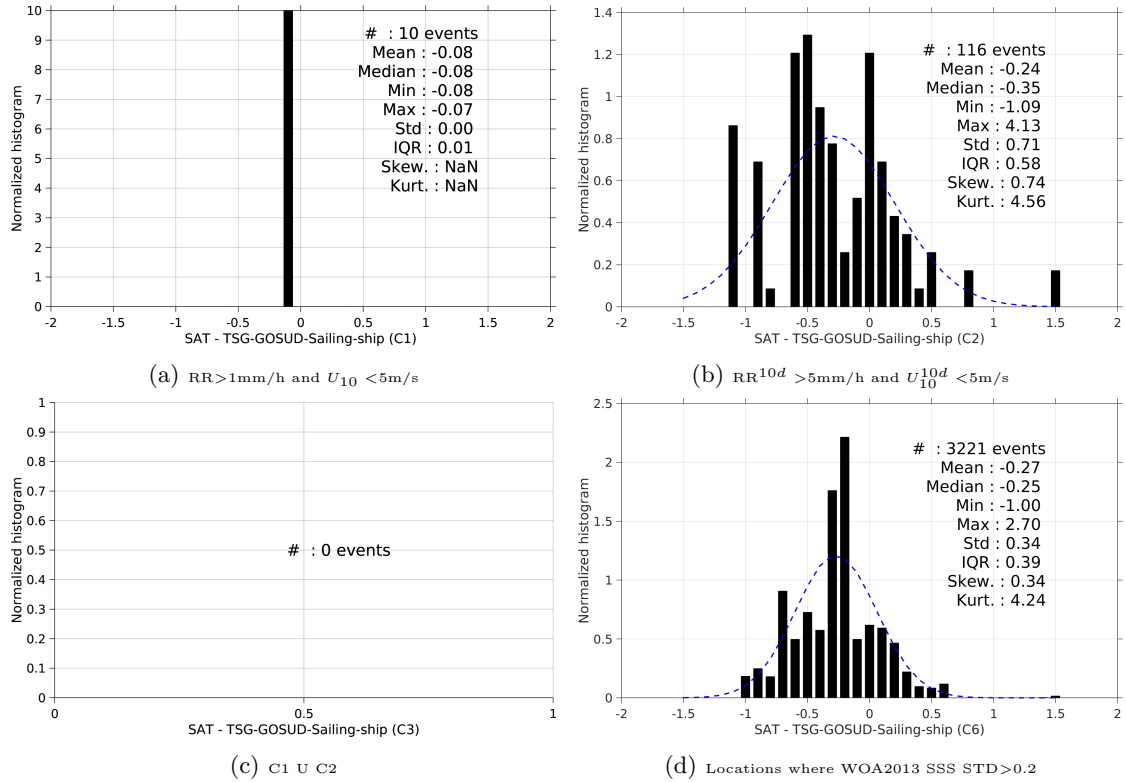 10
9
8
7
6
5
4
3
2
1
0
Normalized histogram
# : 10 events
Mean : -0.08
Median : -0.08
Min : -0.08
Max : -0.07
Std : 0.00
IQR : 0.01
Skew. : NaN
Kurt. : NaN
-2 -1.5 -1 -0.5 0 0.5 1 1.5 2
SAT - TSG-GOSUD-Sailing-ship (C1)
(a) RR>1mm/h and U10 <5m/s
1.4
1.2
1
0.8
0.6
0.4
0.2
0
Normalized histogram
# : 116 events
Mean : -0.24
Median : -0.35
Min : -1.09
Max : 4.13
Std : 0.71
IQR : 0.58
Skew. : 0.74
Kurt. : 4.56
-2 -1.5 -1 -0.5 0 0.5 1 1.5 2
SAT - TSG-GOSUD-Sailing-ship (C2)
(b) RR^10d >5mm/h and U10^10d <5m/s
1
0.9
0.8
0.7
0.6
0.5
0.4
0.3
0.2
0.1
0
Normalized histogram
# : 0 events
0 0.5 1
SAT - TSG-GOSUD-Sailing-ship (C3)
(c) C1 U C2
2.5
2
1.5
1
0.5
0
Normalized histogram
# : 3221 events
Mean : -0.27
Median : -0.25
Min : -1.00
Max : 2.70
Std : 0.34
IQR : 0.39
Skew. : 0.34
Kurt. : 4.24
-2 -1.5 -1 -0.5 0 0.5 1 1.5 2
SAT - TSG-GOSUD-Sailing-ship (C6)
(d) Locations where WOA2013 SSS STD>0.2